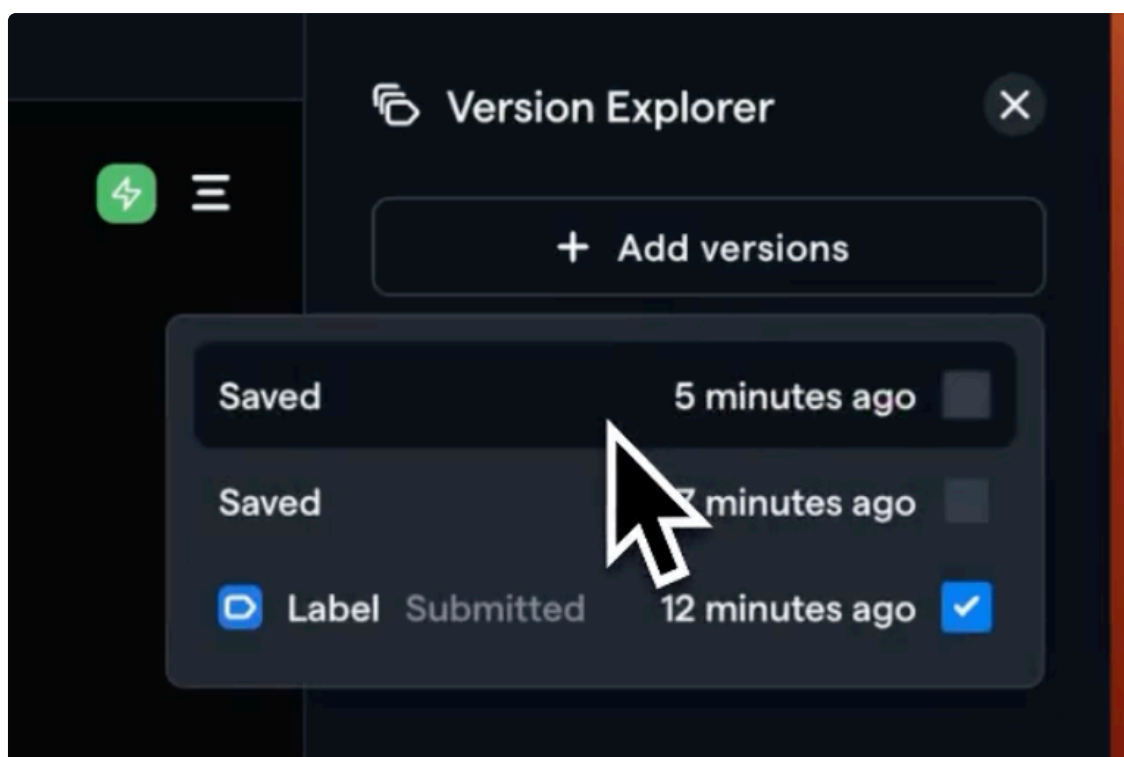 Version Explorer
+ Add versions
Saved 5 minutes ago
Saved minutes ago
Label Submitted 12 minutes ago